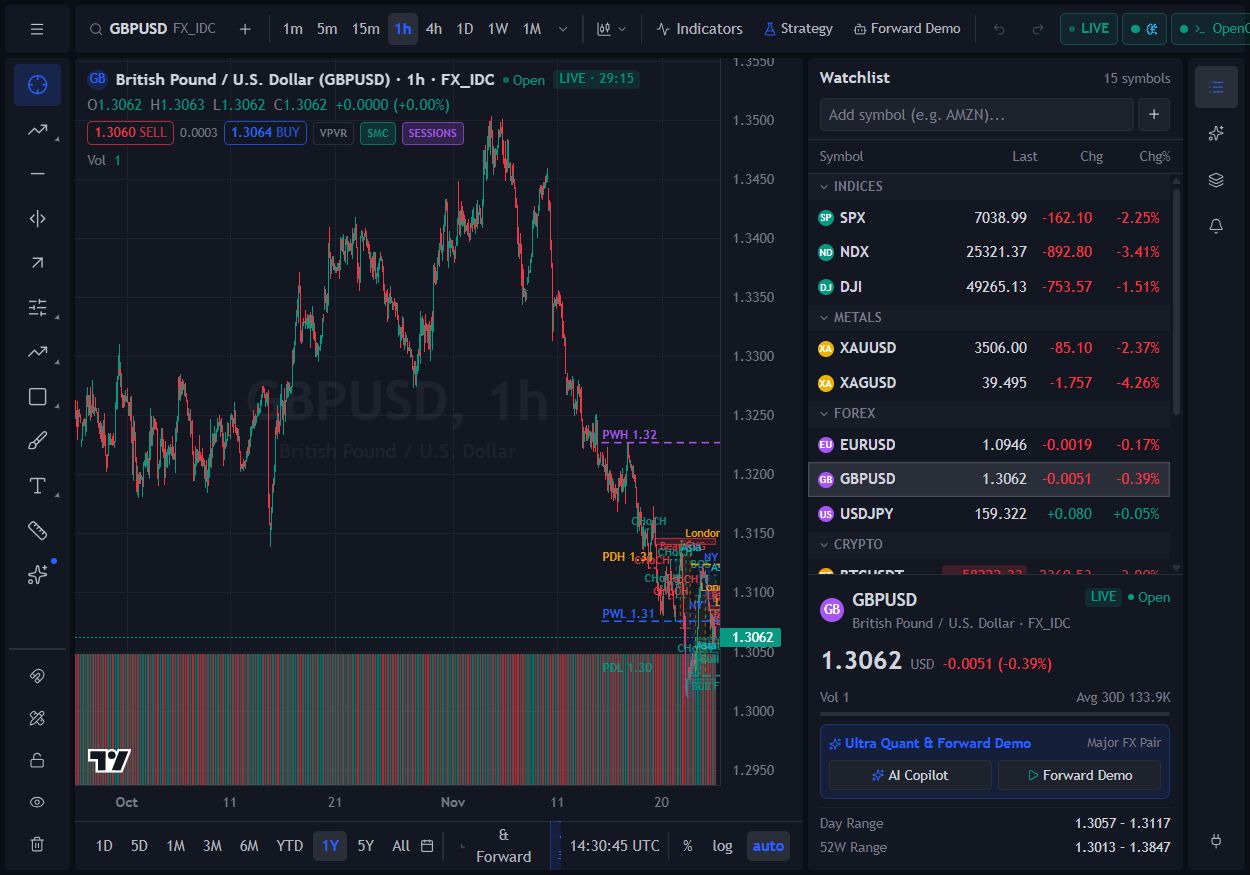 GBPUSD FX_IDC
1m 5m 15m 1h 4h 1D 1W 1M
Indicators Strategy Forward Demo
LIVE
OpenC
GB British Pound / U.S. Dollar (GBPUSD) · 1h · FX_IDC Open LIVE · 29:15
O1.3062 H1.3063 L1.3062 C1.3062 +0.0000 (+0.00%)
1.3060 SELL 0.0003 1.3064 BUY VPVR SMC SESSIONS
Vol 1
GBPUSD, 1h
British Pound / U.S. Dollar
PWH 1.32
CHoCH
London
PDH 1.31
PWL 1.31
PDL 1.30
1.3550
1.3500
1.3450
1.3400
1.3350
1.3300
1.3250
1.3200
1.3150
1.3100
1.3062
1.3050
1.3000
1.2950
Oct 11 21 Nov 11 20
1D 5D 1M 3M 6M YTD 1Y 5Y All
&
Forward
14:30:45 UTC % log auto
Watchlist 15 symbols
Add symbol (e.g. AMZN)... +
Symbol Last Chg Chg%
INDICES
SP SPX 7038.99 -162.10 -2.25%
ND NDX 25321.37 -892.80 -3.41%
DJ DJI 49265.13 -753.57 -1.51%
METALS
XA XAUUSD 3506.00 -85.10 -2.37%
XA XAGUSD 39.495 -1.757 -4.26%
FOREX
EU EURUSD 1.0946 -0.0019 -0.17%
GB GBPUSD 1.3062 -0.0051 -0.39%
US USDJPY 159.322 +0.080 +0.05%
CRYPTO
GB GBPUSD LIVE Open
British Pound / U.S. Dollar · FX_IDC
1.3062 USD -0.0051 (-0.39%)
Vol 1 Avg 30D 133.9K
Ultra Quant & Forward Demo Major FX Pair
AI Copilot Forward Demo
Day Range 1.3057 - 1.3117
52W Range 1.3013 - 1.3847